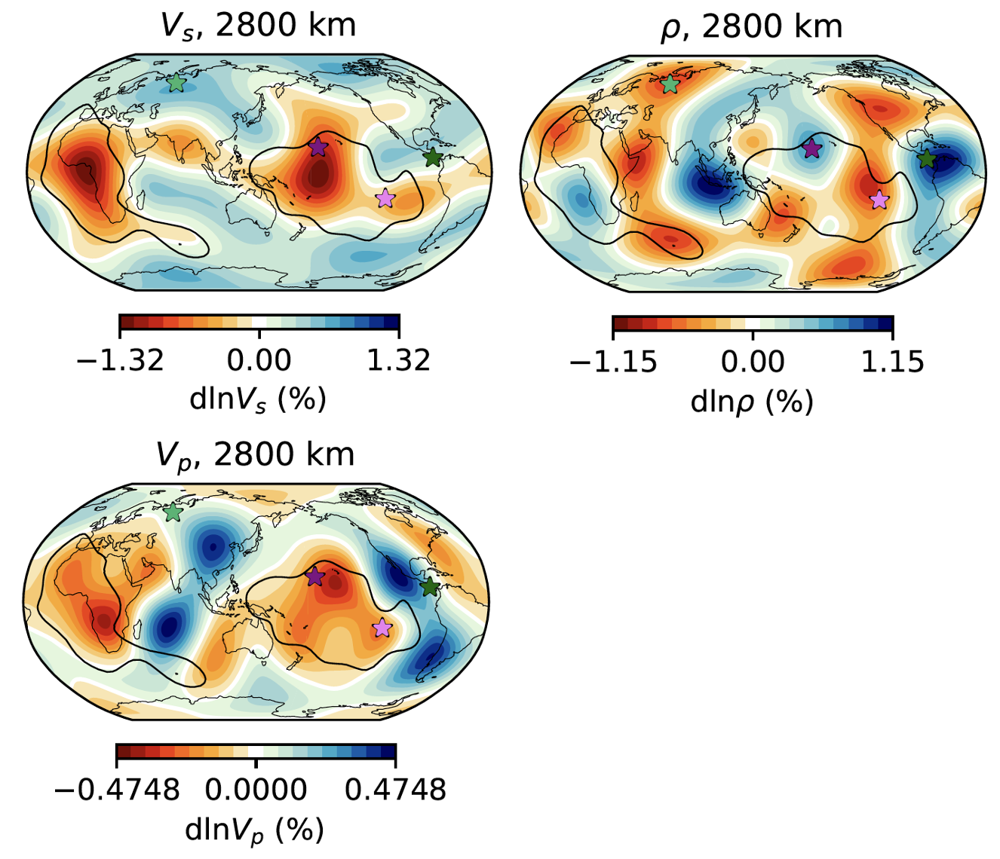 Vs, 2800 km
ρ, 2800 km
−1.32 0.00 1.32
dlnVs (%)
−1.15 0.00 1.15
dlnρ (%)
Vp, 2800 km
−0.4748 0.0000 0.4748
dlnVp (%)